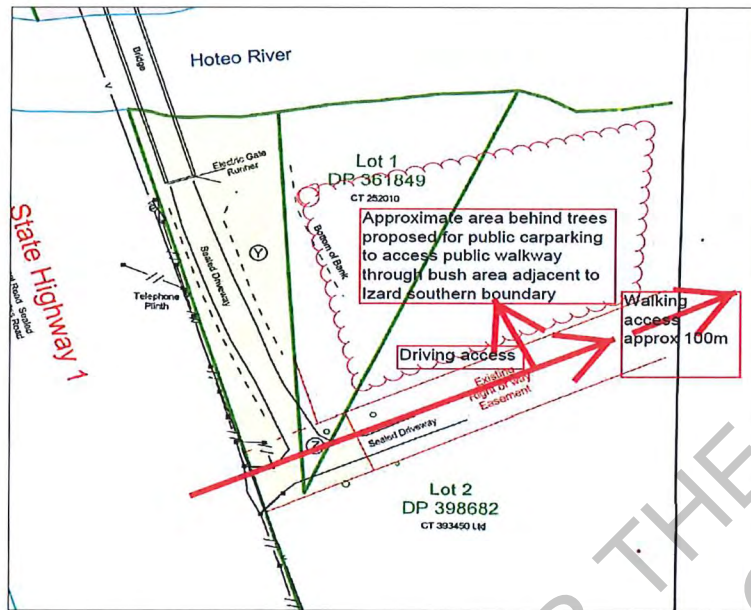 Bridge
Hoteo River
V
Electric Gate
Runner
Lot 1
DP 361849
CT 252010
State Highway 1
Approximate area behind trees
proposed for public carparking
to access public walkway
through bush area adjacent to
Izard southern boundary
Bottom of Bank
Y
Sealed Driveway
Telephone
Plinth
Walking
access
approx 100m
Driving access
Existing
right of way
Easement
Z
Sealed Driveway
Lot 2
DP 398682
CT 393450 Ltd
R THE